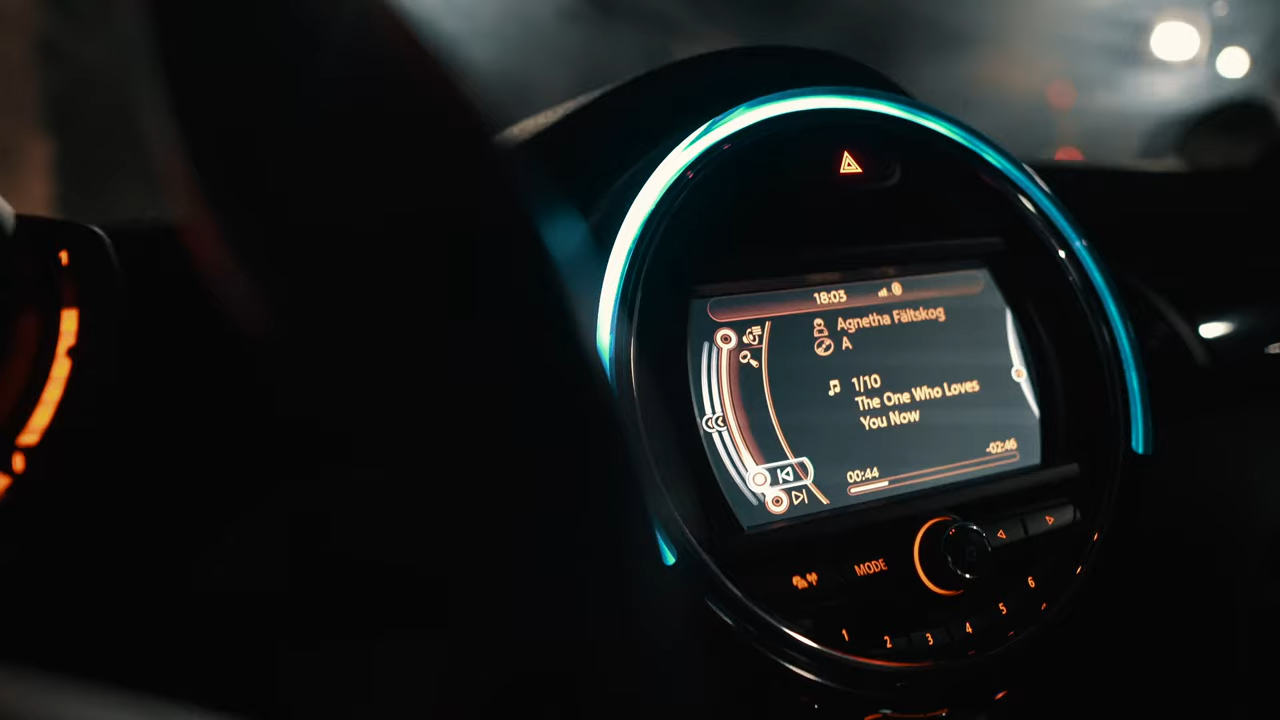 18:03
Agnetha Fältskog
A
1/10
The One Who Loves
You Now
00:44 -02:46
MODE
1 2 3 4 5 6